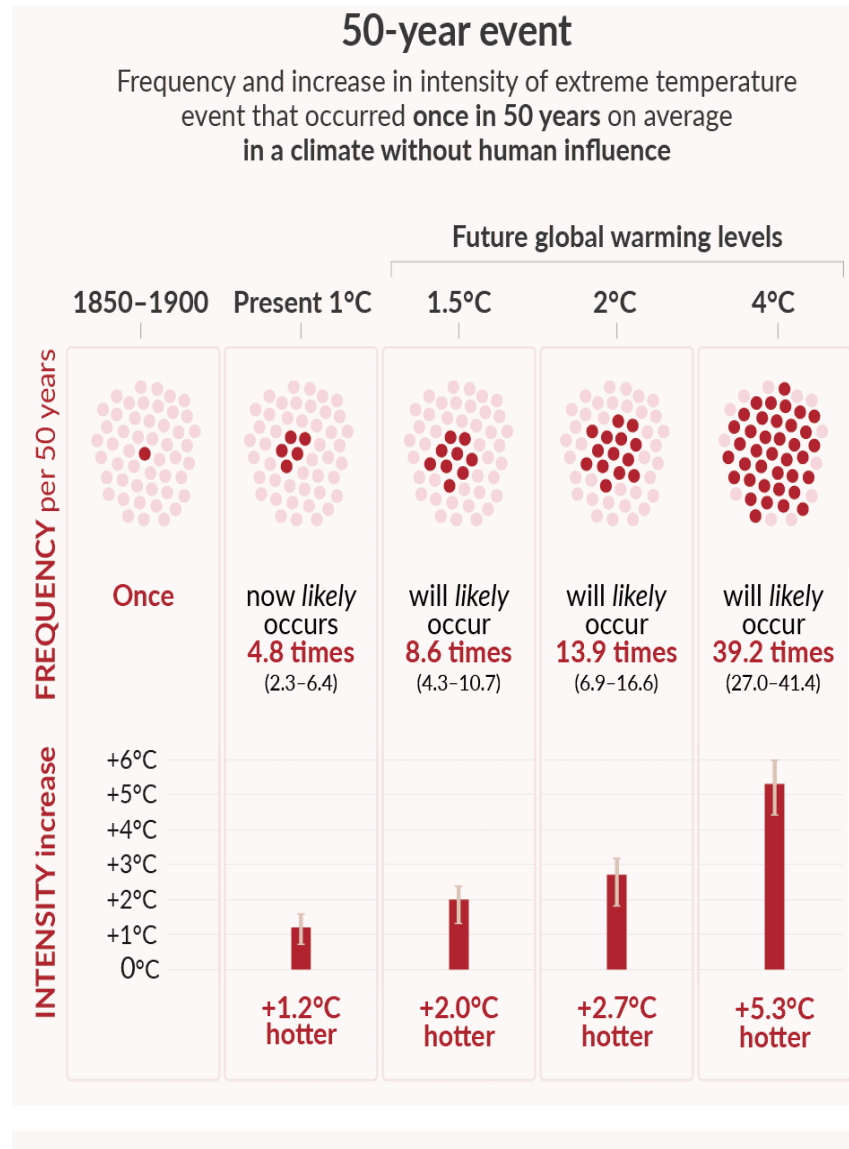 50-year event
Frequency and increase in intensity of extreme temperature
event that occurred once in 50 years on average
in a climate without human influence
Future global warming levels
1850–1900
Present 1°C
1.5°C
2°C
4°C
FREQUENCY per 50 years
Once
now likely
occurs
4.8 times
(2.3–6.4)
will likely
occur
8.6 times
(4.3–10.7)
will likely
occur
13.9 times
(6.9–16.6)
will likely
occur
39.2 times
(27.0–41.4)
INTENSITY increase
+6°C
+5°C
+4°C
+3°C
+2°C
+1°C
0°C
+1.2°C
hotter
+2.0°C
hotter
+2.7°C
hotter
+5.3°C
hotter